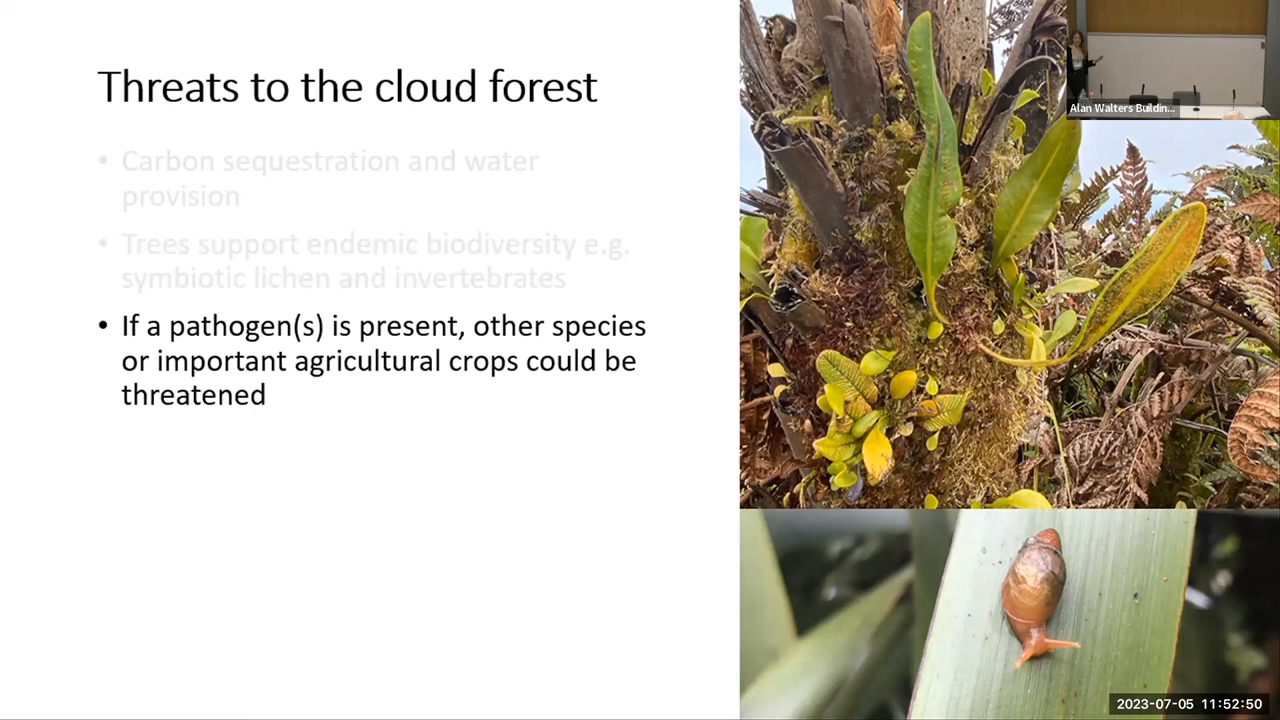 Threats to the cloud forest
• Carbon sequestration and water
provision
• Trees support endemic biodiversity e.g.
symbiotic lichen and invertebrates
• If a pathogen(s) is present, other species
or important agricultural crops could be
threatened
Alan Walters Buildin...
2023-07-05 11:52:50